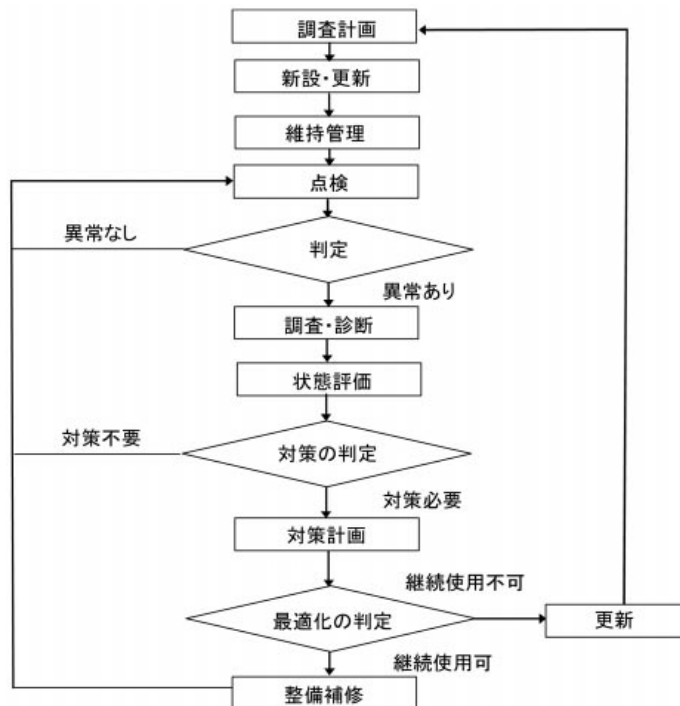 調査計画
新設・更新
維持管理
点検
異常なし
判定
異常あり
調査・診断
状態評価
対策不要
対策の判定
対策必要
対策計画
継続使用不可
最適化の判定
更新
継続使用可
整備補修